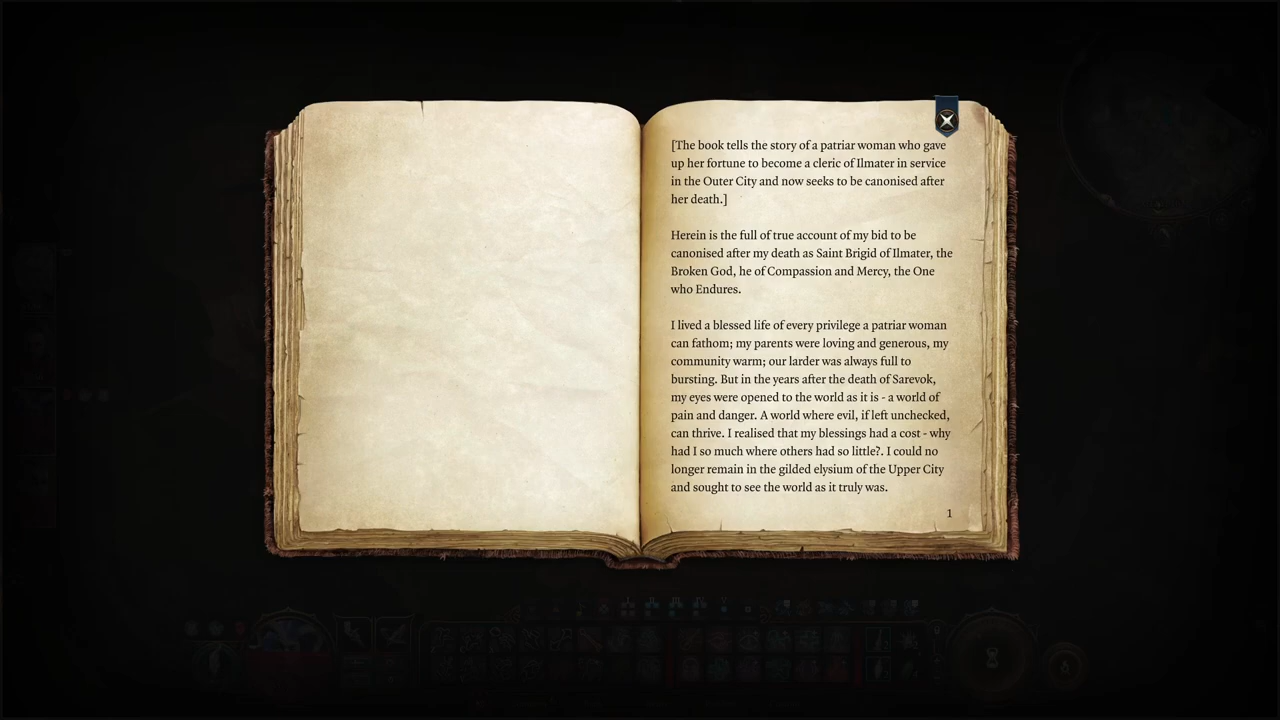 [The book tells the story of a patriar woman who gave
up her fortune to become a cleric of Ilmater in service
in the Outer City and now seeks to be canonised after
her death.]
Herein is the full of true account of my bid to be
canonised after my death as Saint Brigid of Ilmater, the
Broken God, he of Compassion and Mercy, the One
who Endures.
I lived a blessed life of every privilege a patriar woman
can fathom; my parents were loving and generous, my
community warm; our larder was always full to
bursting. But in the years after the death of Sarevok,
my eyes were opened to the world as it is - a world of
pain and danger. A world where evil, if left unchecked,
can thrive. I realised that my blessings had a cost - why
had I so much where others had so little?. I could no
longer remain in the gilded elysium of the Upper City
and sought to see the world as it truly was.
1